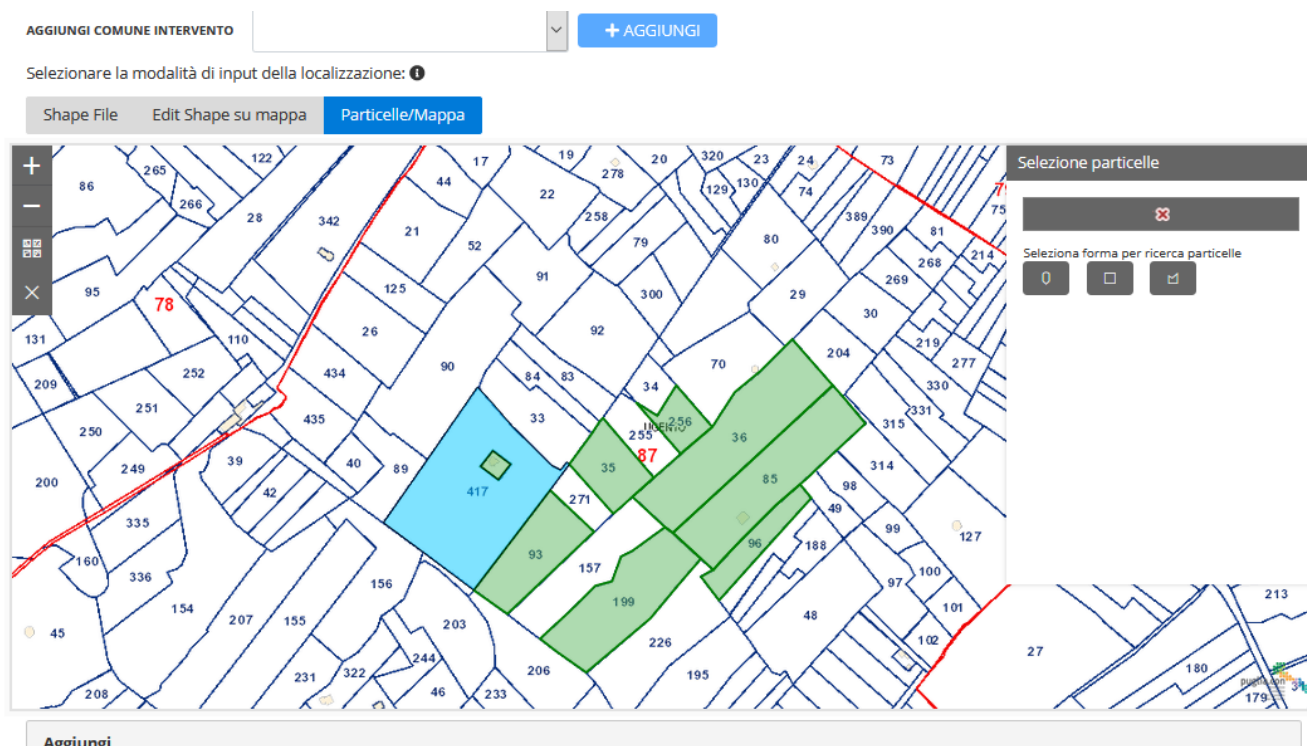 AGGIUNGI COMUNE INTERVENTO
+ AGGIUNGI
Selezionare la modalità di input della localizzazione:
Shape File Edit Shape su mappa Particelle/Mappa
Selezione particelle
Seleziona forma per ricerca particelle
122 17 19 20 320 23 24 73
265 278
86 44 129 130 74
266 22 75
28 342 258 389
21 390 81
52 79 80
268 214
91
125 269
95 300 29
78 30
26 92
131 110 219
204
90 70 277
252 434 84 83 34 330
209
251 331
435 33 256
250 255 315
36
87
249 39 40 89 35 314
200 85
42 417 98
271
49
335 99
96 127
93 188
160 157 100
336 156 97
199 101
154 213
207 155 203 48
45 102
226 27
244
231 322 206 195 180
208 46 233 179
Aggiungi